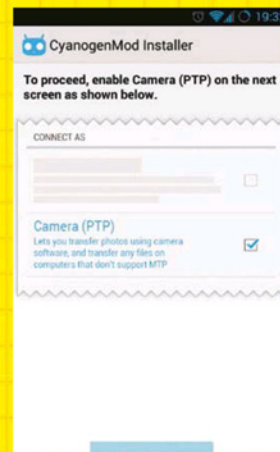 19:3
CyanogenMod Installer
To proceed, enable Camera (PTP) on the next
screen as shown below.
CONNECT AS
Camera (PTP)
Lets you transfer photos using camera
software, and transfer any files on
computers that don't support MTP